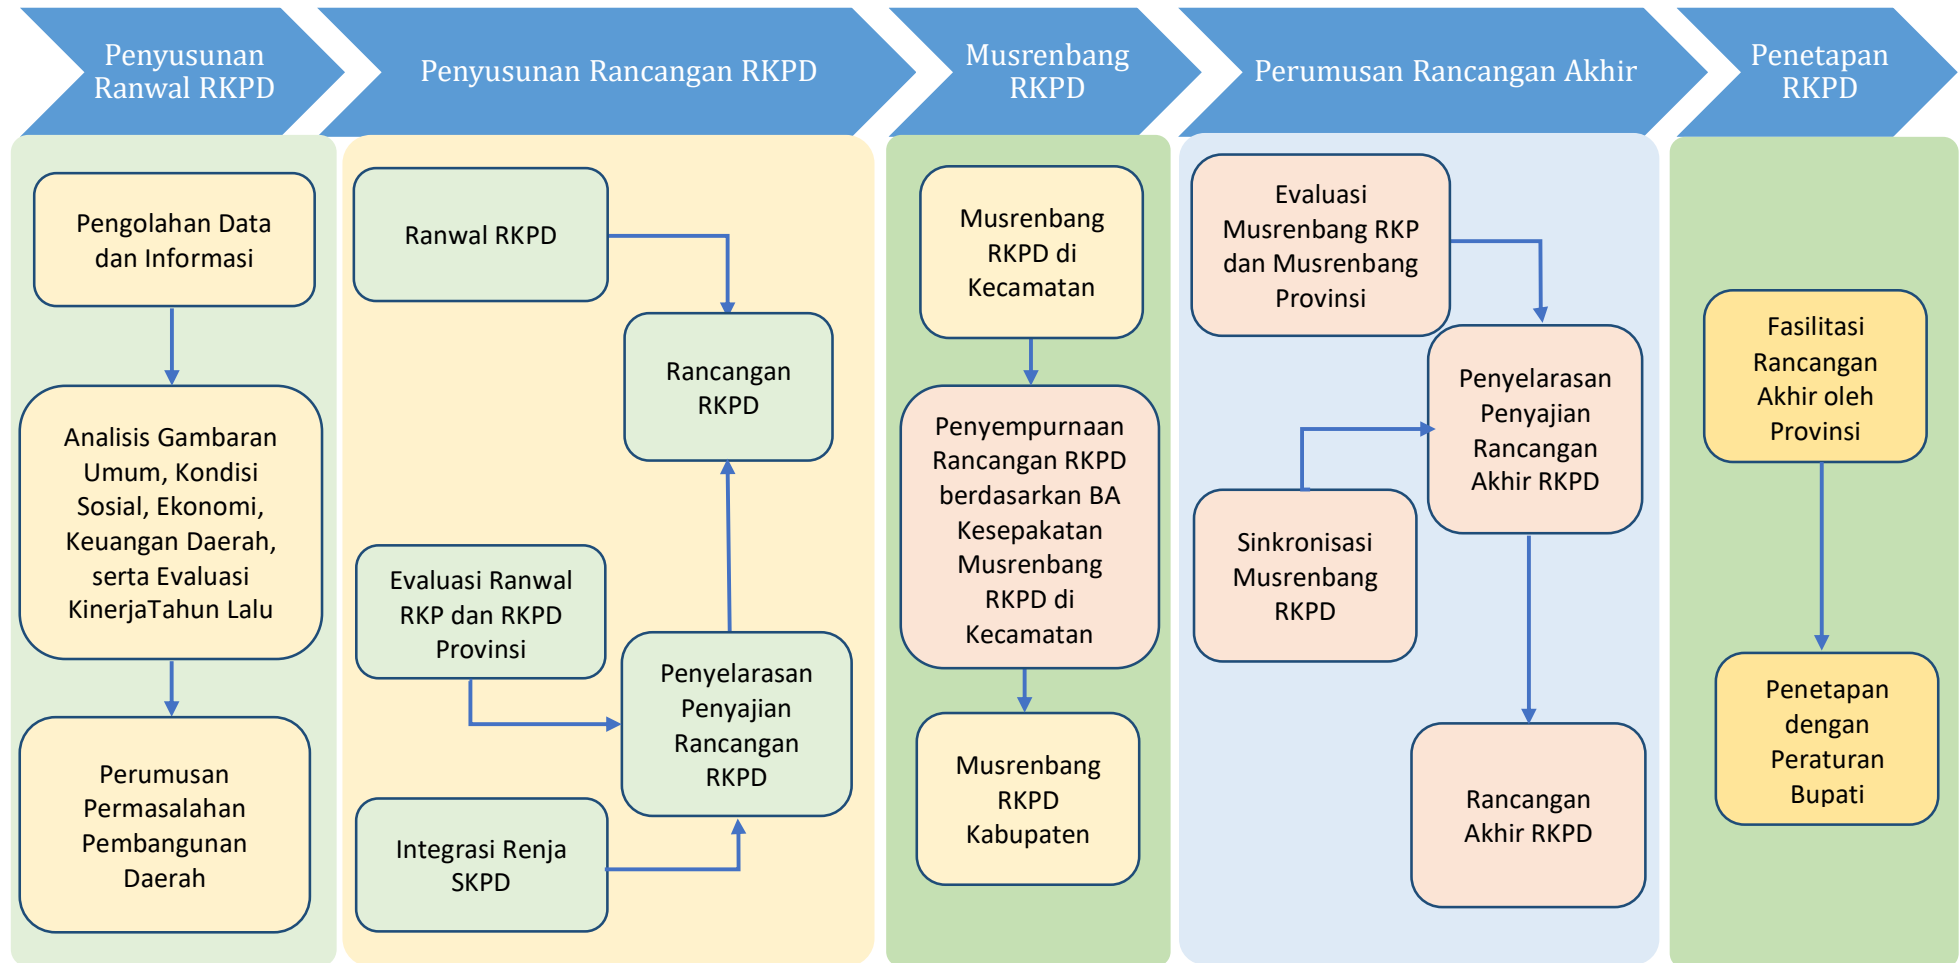 Penyusunan
Ranwal RKPD
Penyusunan Rancangan RKPD
Musrenbang
RKPD
Perumusan Rancangan Akhir
Penetapan
RKPD
Pengolahan Data
dan Informasi
Analisis Gambaran
Umum, Kondisi
Sosial, Ekonomi,
Keuangan Daerah,
serta Evaluasi
KinerjaTahun Lalu
Perumusan
Permasalahan
Pembangunan
Daerah
Ranwal RKPD
Rancangan
RKPD
Evaluasi Ranwal
RKP dan RKPD
Provinsi
Penyelarasan
Penyajian
Rancangan
RKPD
Integrasi Renja
SKPD
Musrenbang
RKPD di
Kecamatan
Penyempurnaan
Rancangan RKPD
berdasarkan BA
Kesepakatan
Musrenbang
RKPD di
Kecamatan
Musrenbang
RKPD
Kabupaten
Evaluasi
Musrenbang RKP
dan Musrenbang
Provinsi
Penyelarasan
Penyajian
Rancangan
Akhir RKPD
Sinkronisasi
Musrenbang
RKPD
Rancangan
Akhir RKPD
Fasilitasi
Rancangan
Akhir oleh
Provinsi
Penetapan
dengan
Peraturan
Bupati